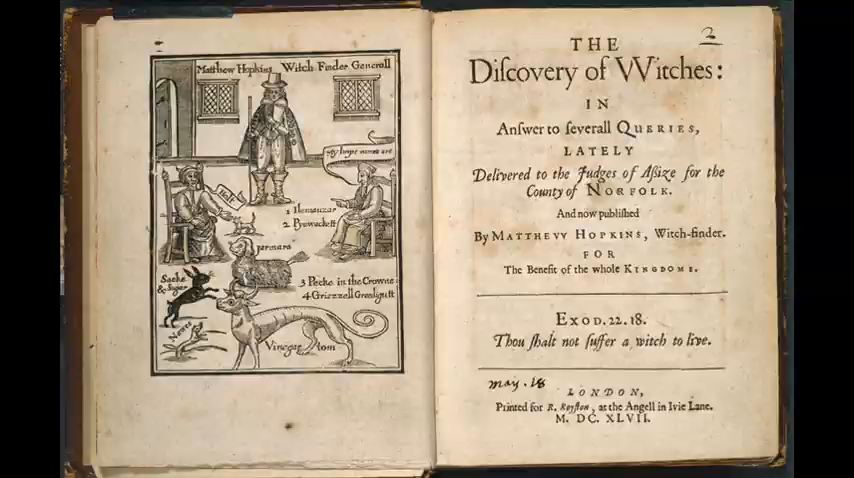 Matthew Hopkins Witch Finder Generall
My Impes names are
Holt
1 Ilemauzar
2 Pyewackett
Jarmara
Sacke
& Sugar
3 Pecke in the Crowne
4 Griezzell Greedigutt
Newes
Vinegar tom
2
THE
Diſcovery of VVitches:
IN
Anſwer to ſeverall QUERIES,
LATELY
Delivered to the Judges of Aſſize for the
County of NORFOLK.
And now publiſhed
By MATTHEVV HOPKINS, Witch-finder.
FOR
The Benefit of the whole KINGDOME.
EXOD. 22. 18.
Thou ſhalt not ſuffer a witch to live.
may. 18
LONDON,
Printed for R. Royſton, at the Angell in Ivie Lane.
M. DC. XLVII.